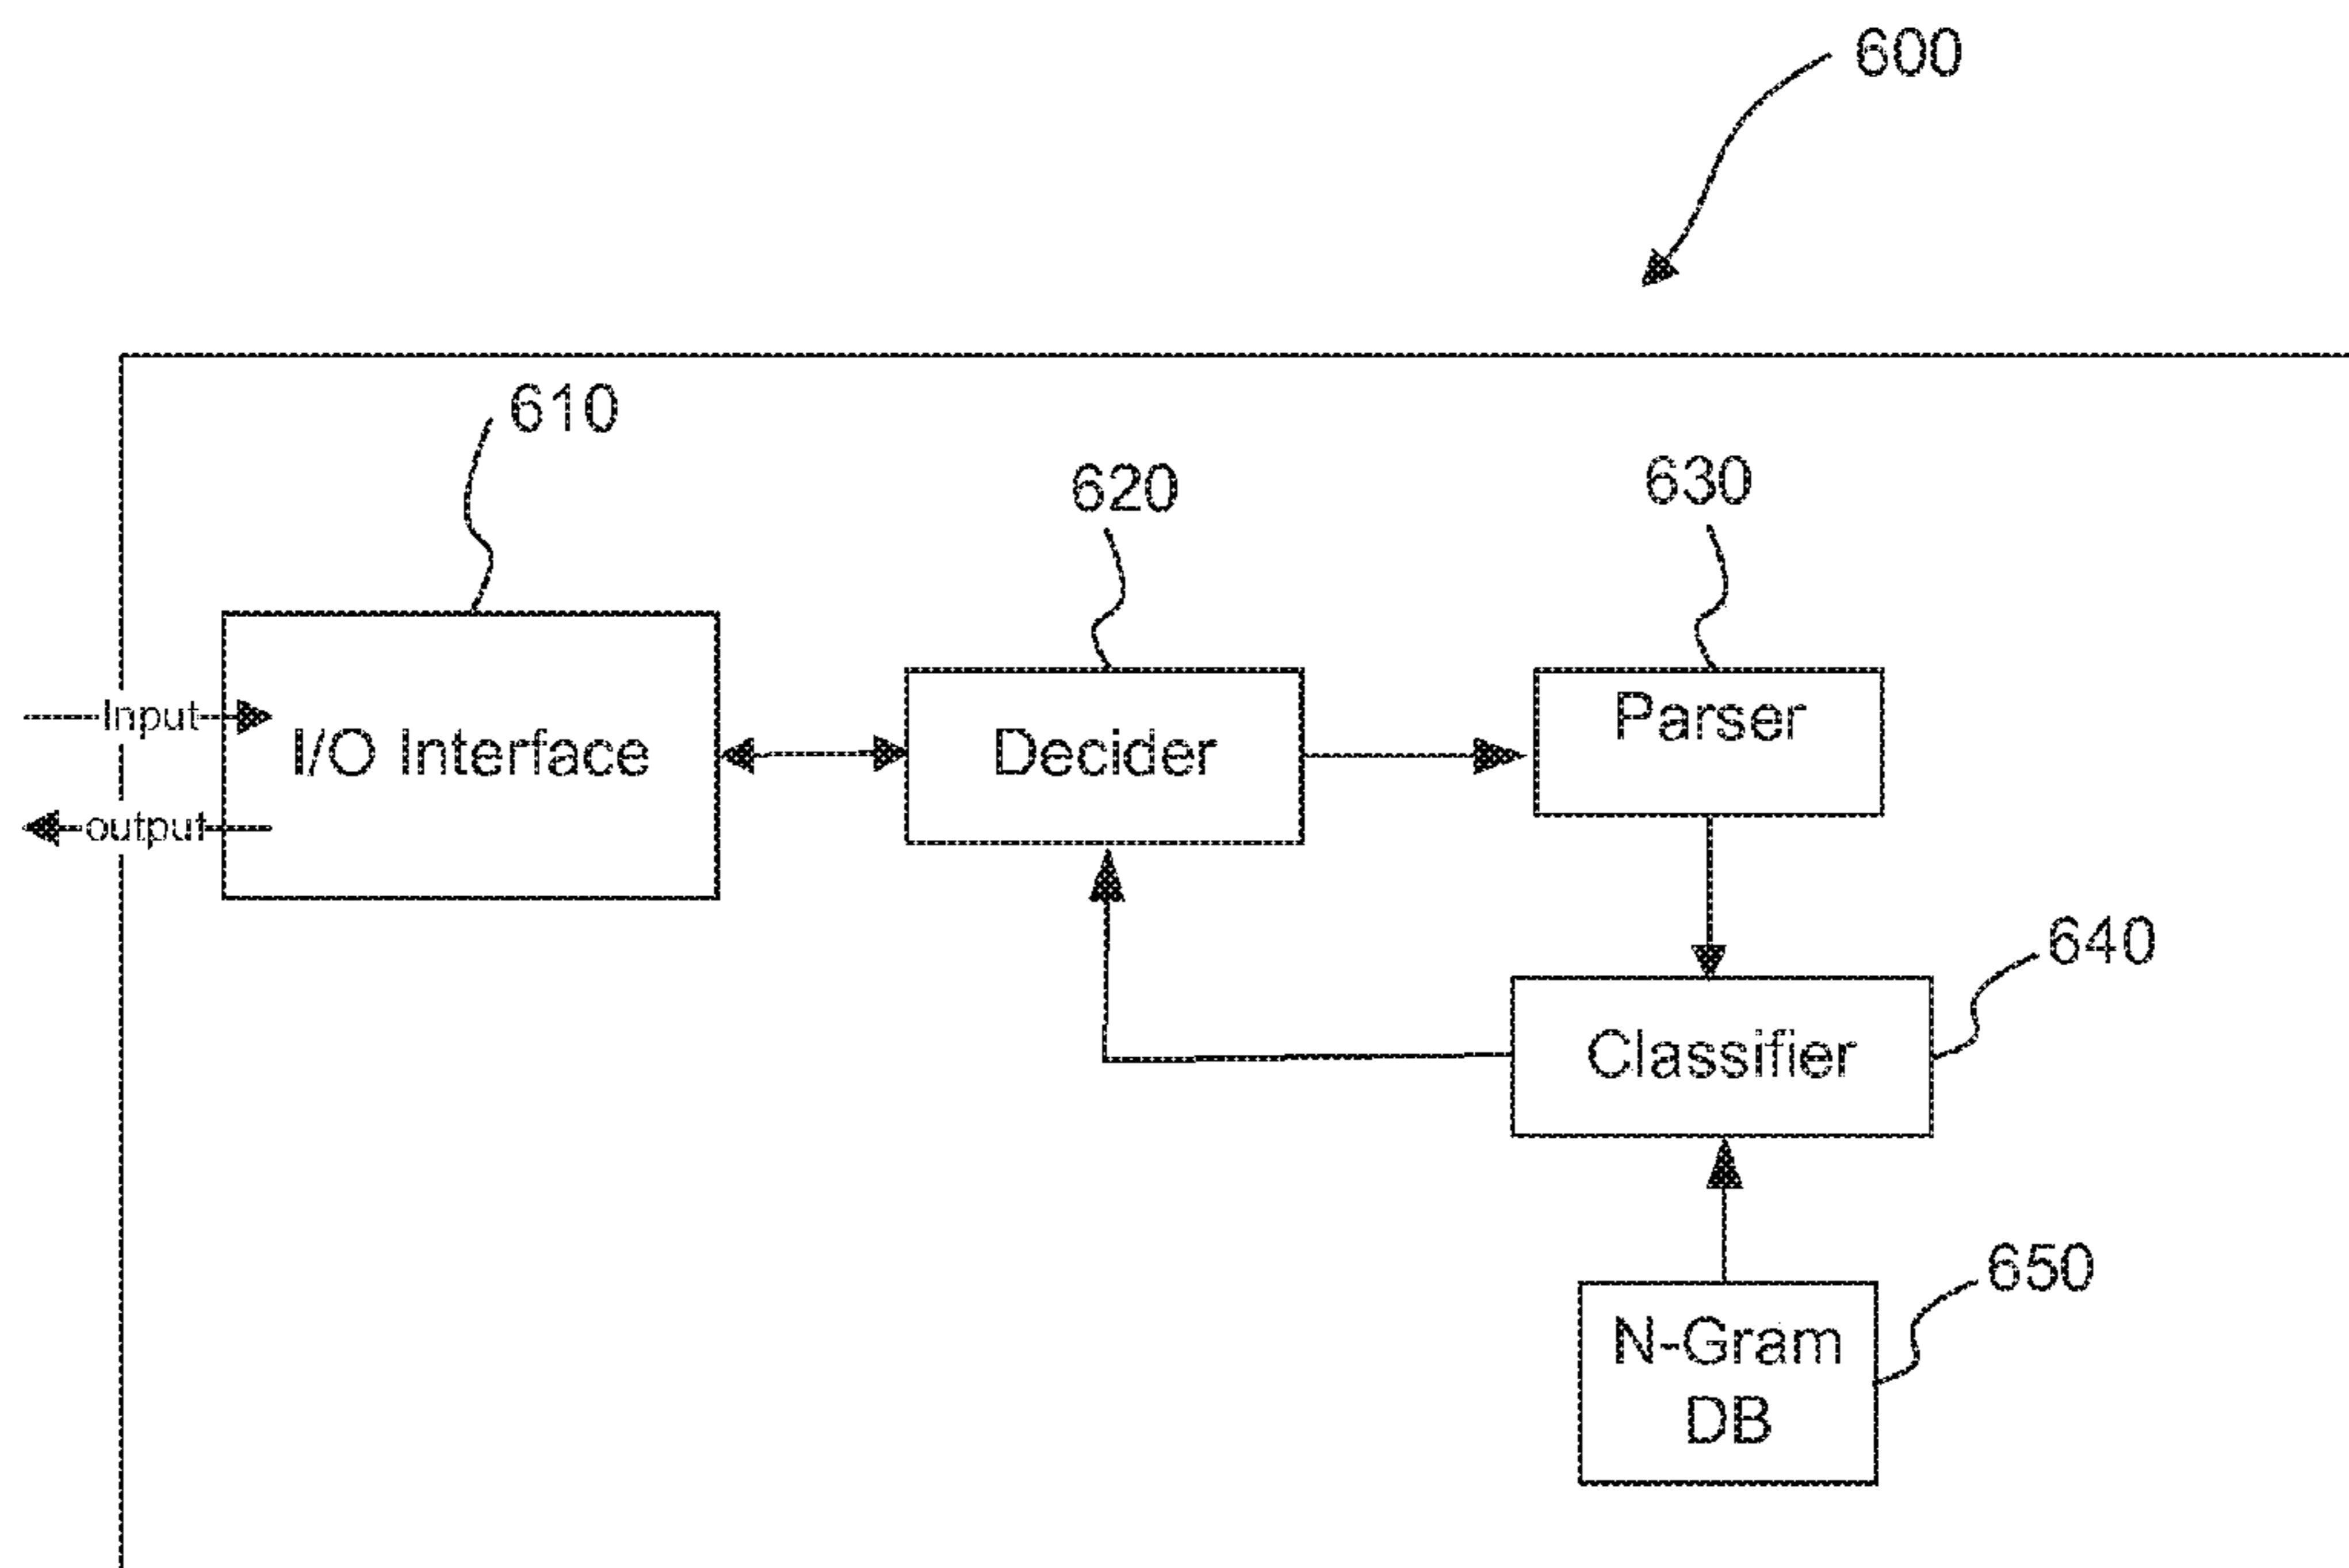 600
610
620
630
Input
I/O Interface
Decider
Parser
output
640
Classifier
650
N-Gram
DB